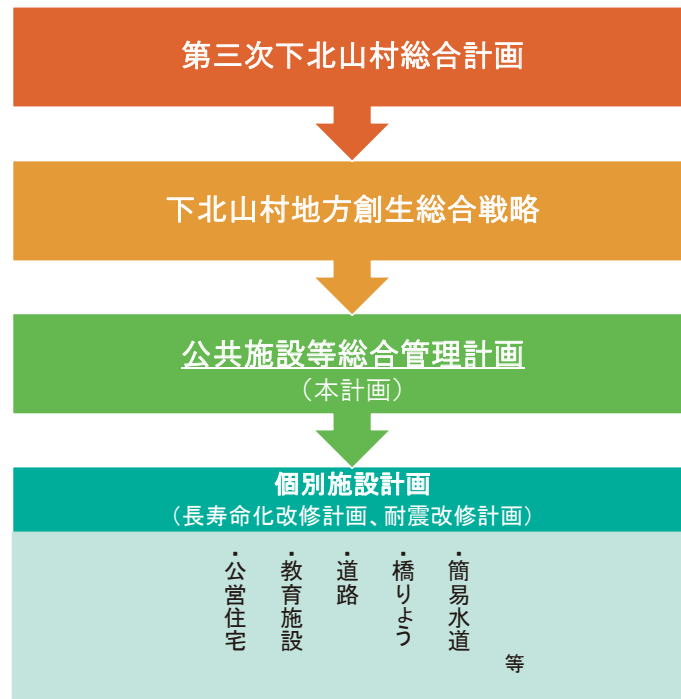 第三次下北山村総合計画
下北山村地方創生総合戦略
公共施設等総合管理計画
（本計画）
個別施設計画
（長寿命化改修計画、耐震改修計画）
・公営住宅
・教育施設
・道路
・橋りょう
・簡易水道
等